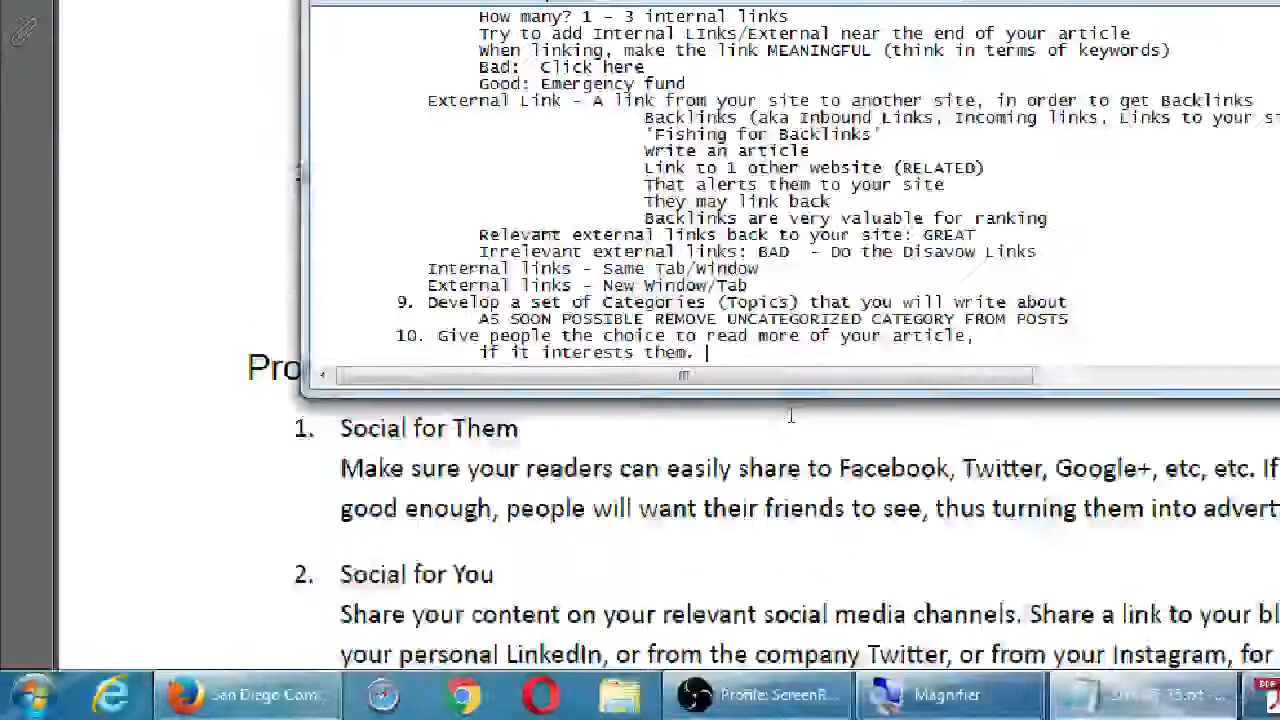 How many? 1 - 3 internal links
Try to add Internal LInks/External near the end of your article
When linking, make the link MEANINGFUL (think in terms of keywords)
Bad:  Click here
Good: Emergency fund
External Link - A link from your site to another site, in order to get Backlinks
Backlinks (aka Inbound Links, Incoming links, Links to your si
'Fishing for Backlinks'
Write an article
Link to 1 other website (RELATED)
That alerts them to your site
They may link back
Backlinks are very valuable for ranking
Relevant external links back to your site: GREAT
Irrelevant external links: BAD  - Do the Disavow Links
Internal links - Same Tab/Window
External links - New Window/Tab
9. Develop a set of Categories (Topics) that you will write about
AS SOON POSSIBLE REMOVE UNCATEGORIZED CATEGORY FROM POSTS
10. Give people the choice to read more of your article,
if it interests them.
Pro
1. Social for Them
Make sure your readers can easily share to Facebook, Twitter, Google+, etc, etc. If
good enough, people will want their friends to see, thus turning them into advert
2. Social for You
Share your content on your relevant social media channels. Share a link to your bl
your personal LinkedIn, or from the company Twitter, or from your Instagram, for
San Diego Com...
Profile: ScreenR...
Magnifier
PDF